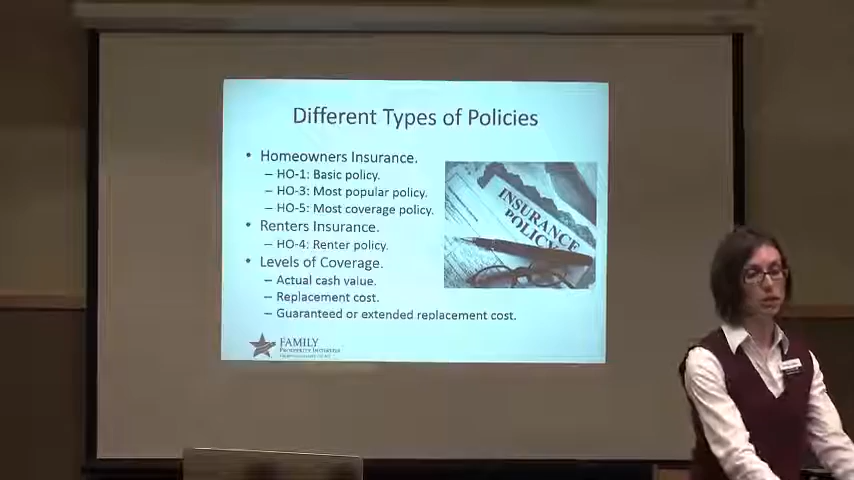 Different Types of Policies
• Homeowners Insurance.
– HO-1: Basic policy.
– HO-3: Most popular policy.
– HO-5: Most coverage policy.
• Renters Insurance.
– HO-4: Renter policy.
• Levels of Coverage.
– Actual cash value.
– Replacement cost.
– Guaranteed or extended replacement cost.
INSURANCE
POLICY
FAMILY
PROSPERITY INITIATIVE